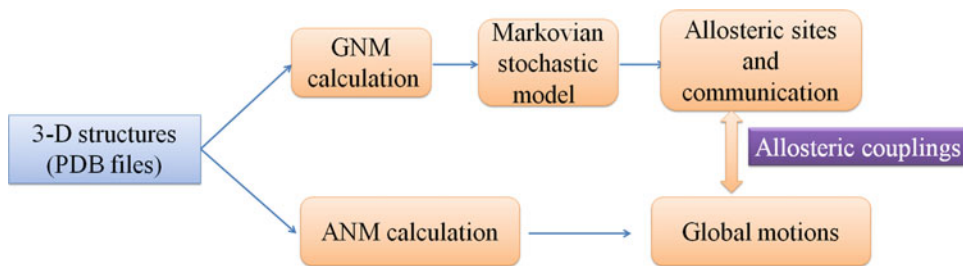 3-D structures
(PDB files)
GNM
calculation
Markovian
stochastic
model
Allosteric sites
and
communication
Allosteric couplings
ANM calculation
Global motions